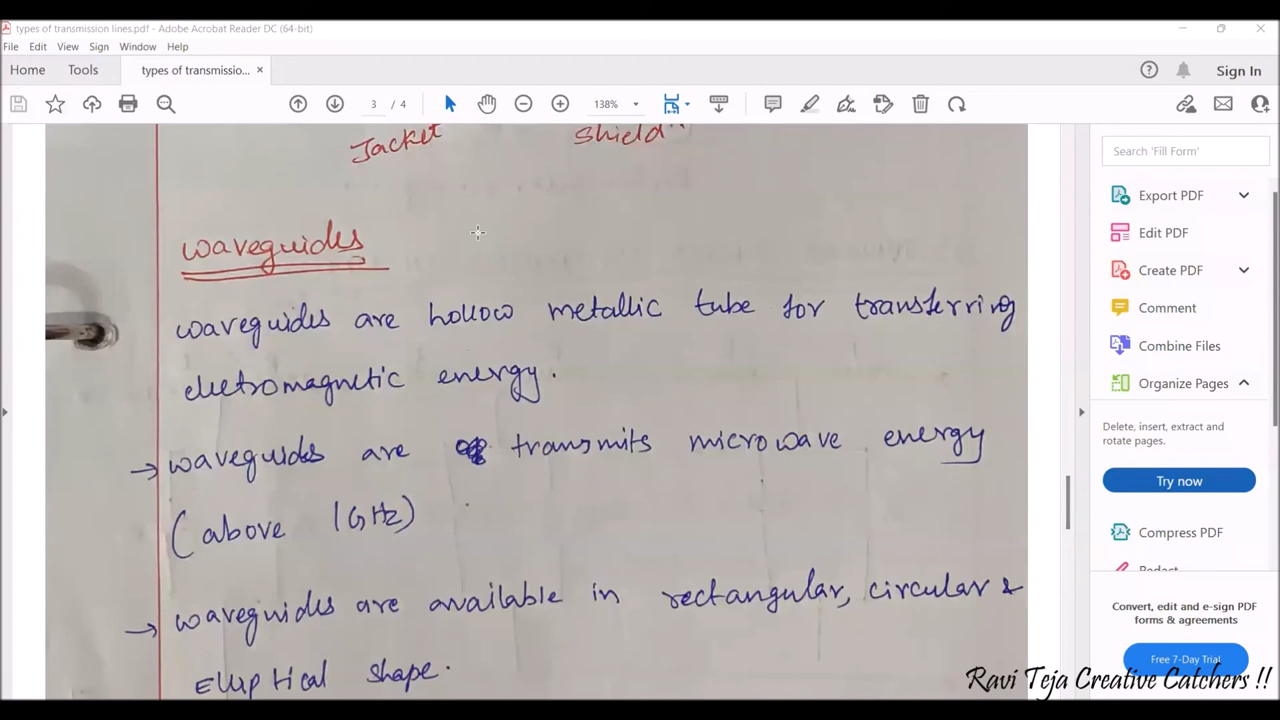 types of transmission lines.pdf - Adobe Acrobat Reader DC (64-bit)
File Edit View Sign Window Help
Home Tools types of transmissio... × Sign In
3 / 4 138%
Jacket Shield"
Search 'Fill Form'
Export PDF
Edit PDF
Create PDF
Comment
Combine Files
Organize Pages
Delete, insert, extract and
rotate pages.
Try now
Compress PDF
Redact
Convert, edit and e-sign PDF
forms & agreements
Free 7-Day Trial
waveguides
waveguides are hollow metallic tube for transferring
electromagnetic energy.
→ waveguides are transmits microwave energy
(above 1GHz)
→ waveguides are available in rectangular, circular &
Elliptical shape.
Ravi Teja Creative Catchers !!